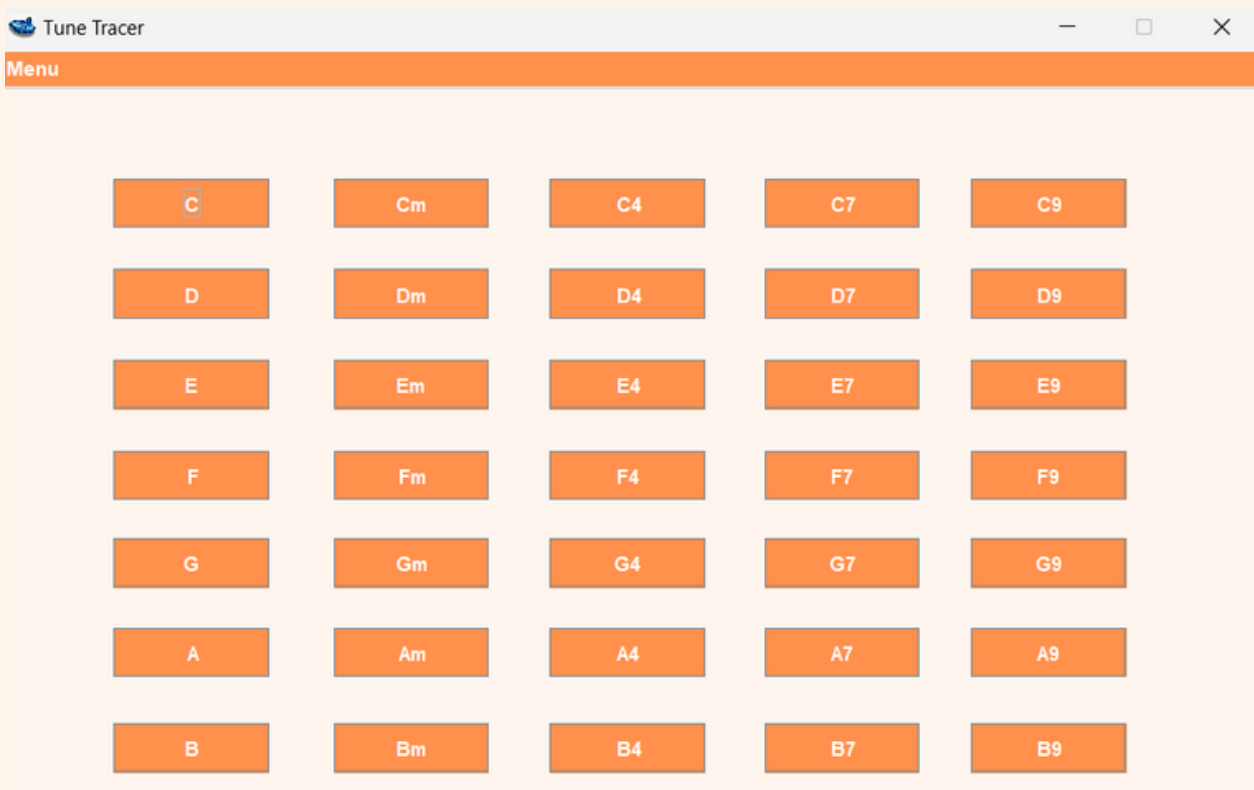 Tune Tracer
Menu
C Cm C4 C7 C9
D Dm D4 D7 D9
E Em E4 E7 E9
F Fm F4 F7 F9
G Gm G4 G7 G9
A Am A4 A7 A9
B Bm B4 B7 B9